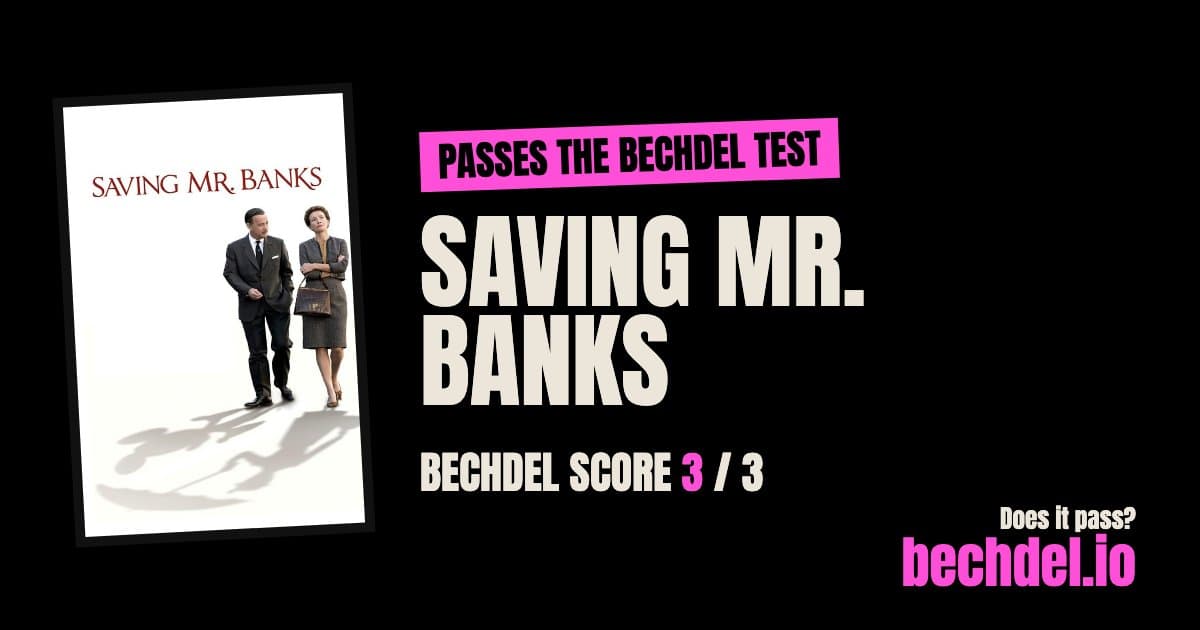 SAVING MR. BANKS
PASSES THE BECHDEL TEST
SAVING MR.
BANKS
BECHDEL SCORE 3 / 3
Does it pass?
bechdel.io